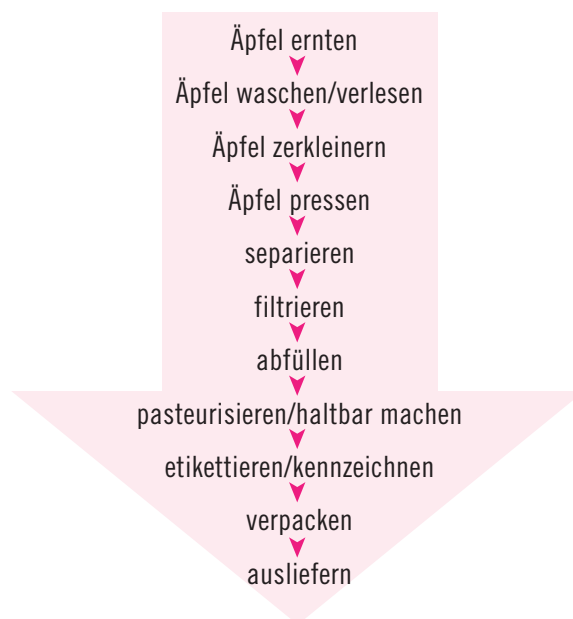 Äpfel ernten
Äpfel waschen/verlesen
Äpfel zerkleinern
Äpfel pressen
separieren
filtrieren
abfüllen
pasteurisieren/haltbar machen
etikettieren/kennzeichnen
verpacken
ausliefern